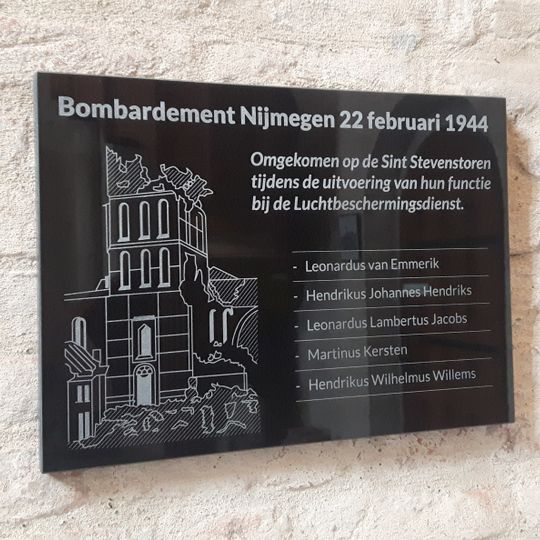 Bombardement Nijmegen 22 februari 1944
Omgekomen op de Sint Stevenstoren
tijdens de uitvoering van hun functie
bij de Luchtbeschermingsdienst.
- Leonardus van Emmerik
- Hendrikus Johannes Hendriks
- Leonardus Lambertus Jacobs
- Martinus Kersten
- Hendrikus Wilhelmus Willems